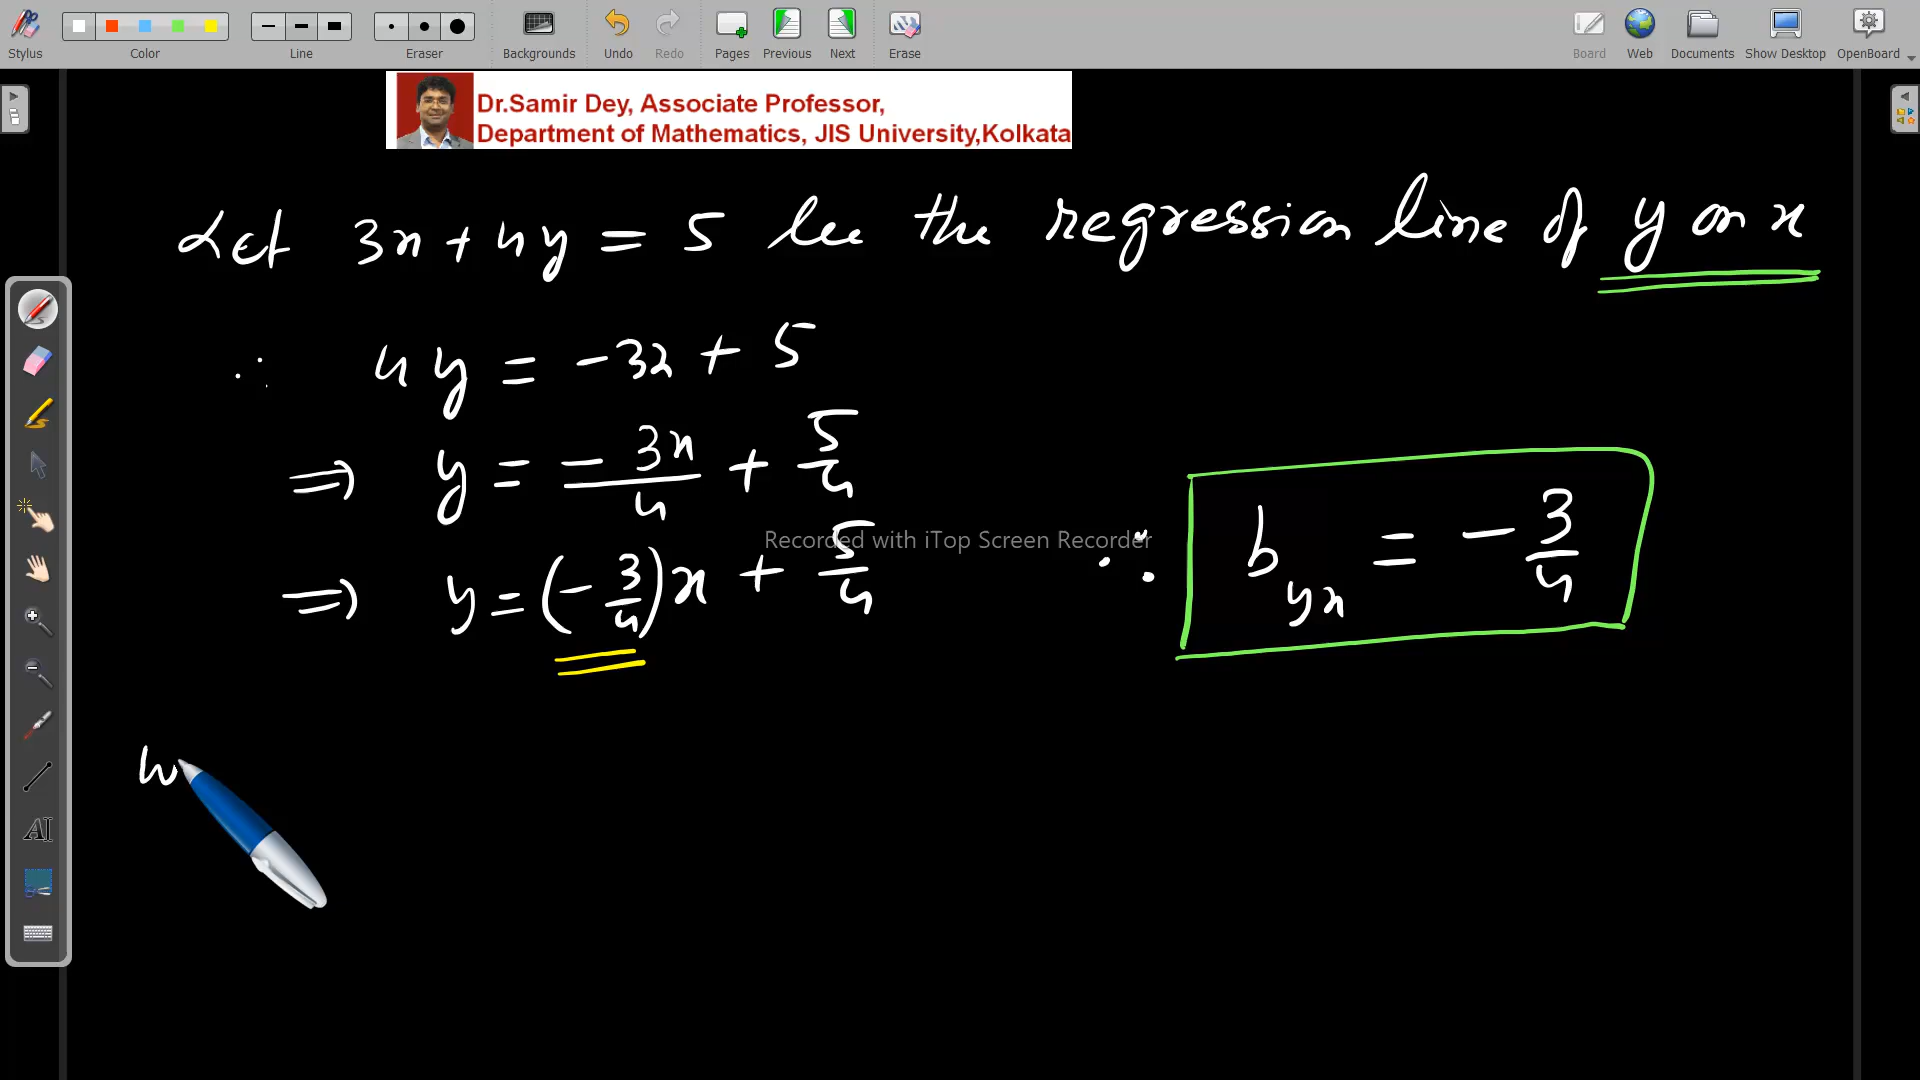 Stylus Color Line Eraser Backgrounds Undo Redo Pages Previous Next Erase Board Web Documents Show Desktop OpenBoard
Dr.Samir Dey, Associate Professor,
Department of Mathematics, JIS University,Kolkata
Let 3x + 4y = 5 be the regression line of y on x
∴ 4y = -3x + 5
⇒ y = - 3x/4 + 5/4
⇒ y = (- 3/4)x + 5/4 ∴ b_yx = - 3/4
Recorded with iTop Screen Recorder
w
AI